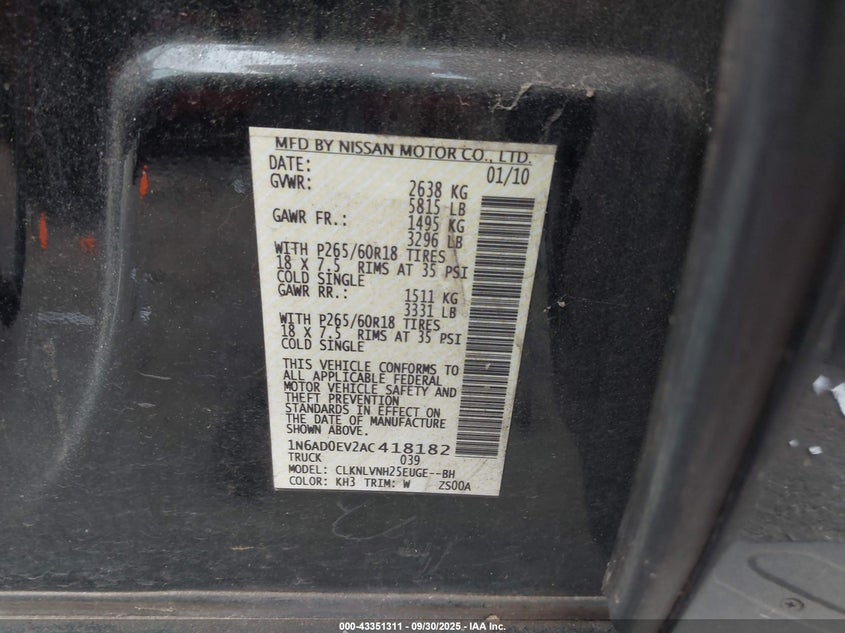 MFD BY NISSAN MOTOR CO., LTD.
DATE: 01/10
GVWR: 2638 KG
5815 LB
GAWR FR.: 1495 KG
3296 LB
WITH P265/60R18 TIRES
18 X 7.5 RIMS AT 35 PSI
COLD SINGLE
GAWR RR.: 1511 KG
3331 LB
WITH P265/60R18 TIRES
18 X 7.5 RIMS AT 35 PSI
COLD SINGLE
THIS VEHICLE CONFORMS TO
ALL APPLICABLE FEDERAL
MOTOR VEHICLE SAFETY AND
THEFT PREVENTION
STANDARDS IN EFFECT ON
THE DATE OF MANUFACTURE
SHOWN ABOVE.
1N6AD0EV2AC418182
TRUCK 039
MODEL: CLKNLVNH25EUGE--BH
COLOR: KH3 TRIM: W ZS00A
000-43351311 - 09/30/2025 - IAA Inc.